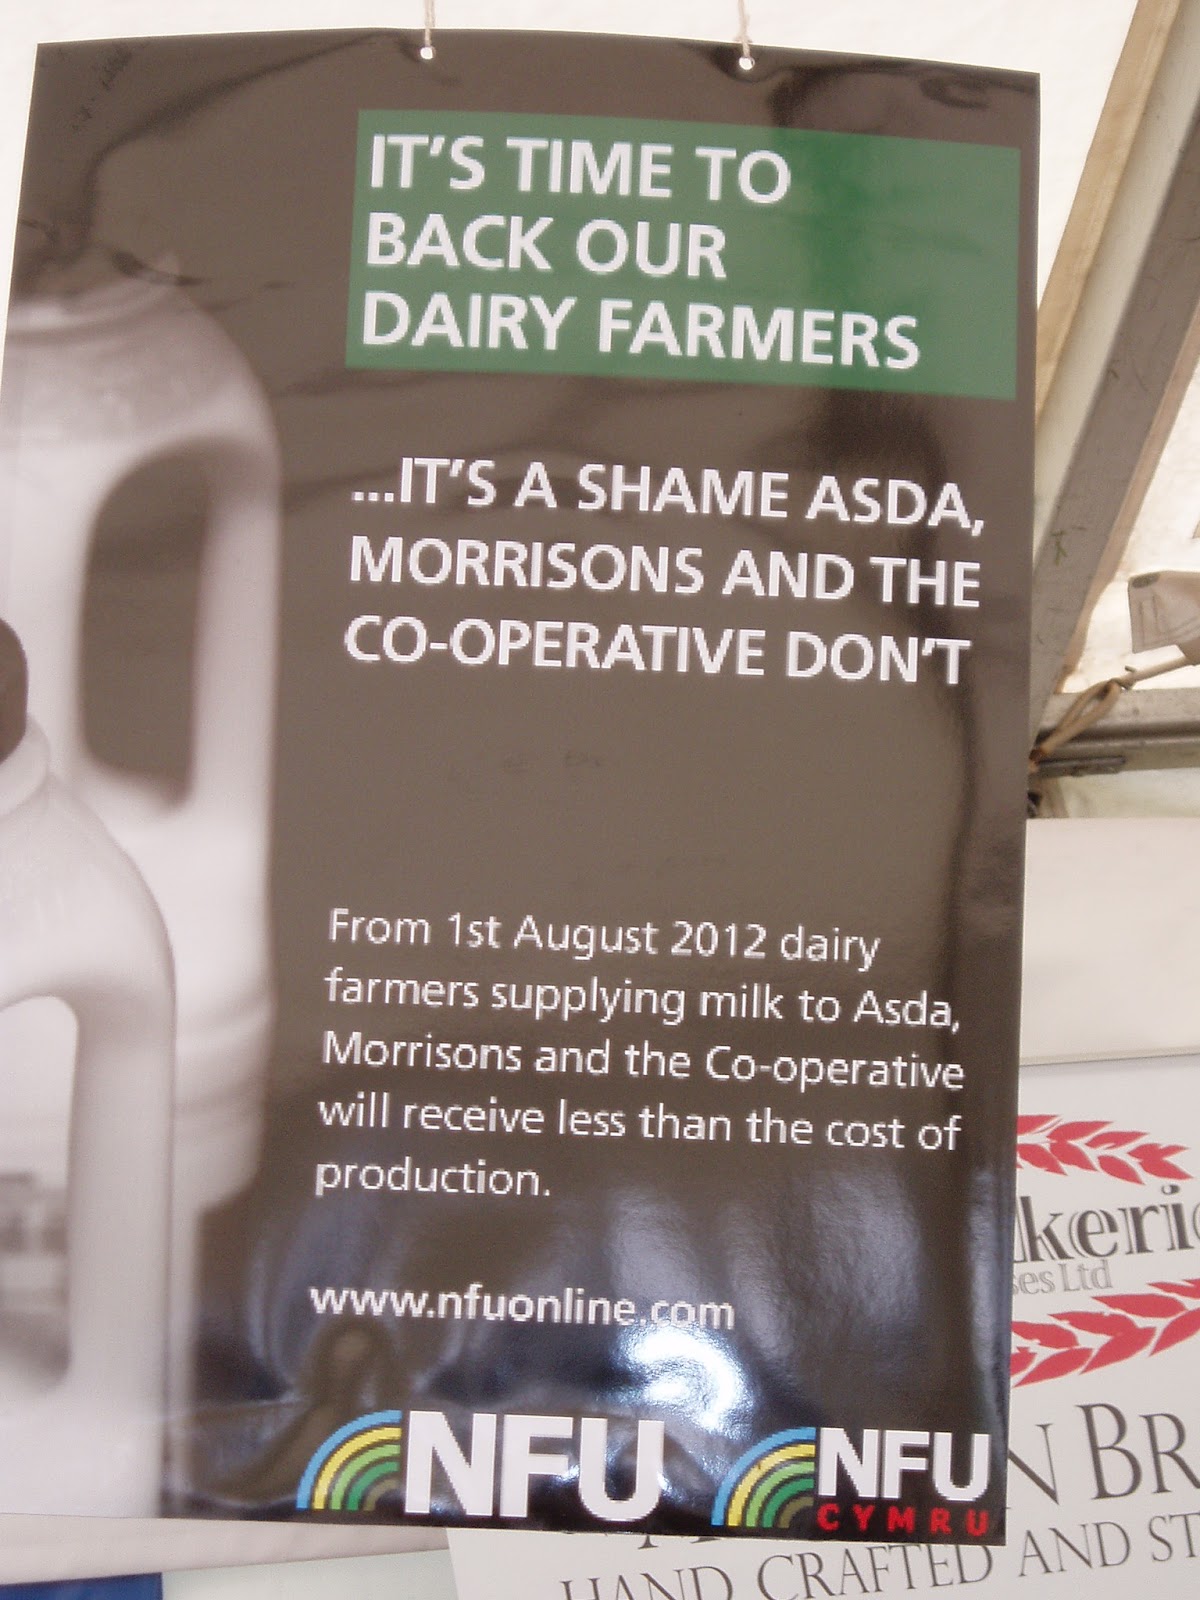 IT'S TIME TO
BACK OUR
DAIRY FARMERS
...IT'S A SHAME ASDA,
MORRISONS AND THE
CO-OPERATIVE DON'T
From 1st August 2012 dairy
farmers supplying milk to Asda,
Morrisons and the Co-operative
will receive less than the cost of
production.
www.nfuonline.com
NFU
NFU
CYMRU
Ltd
HAND CRAFTED AND